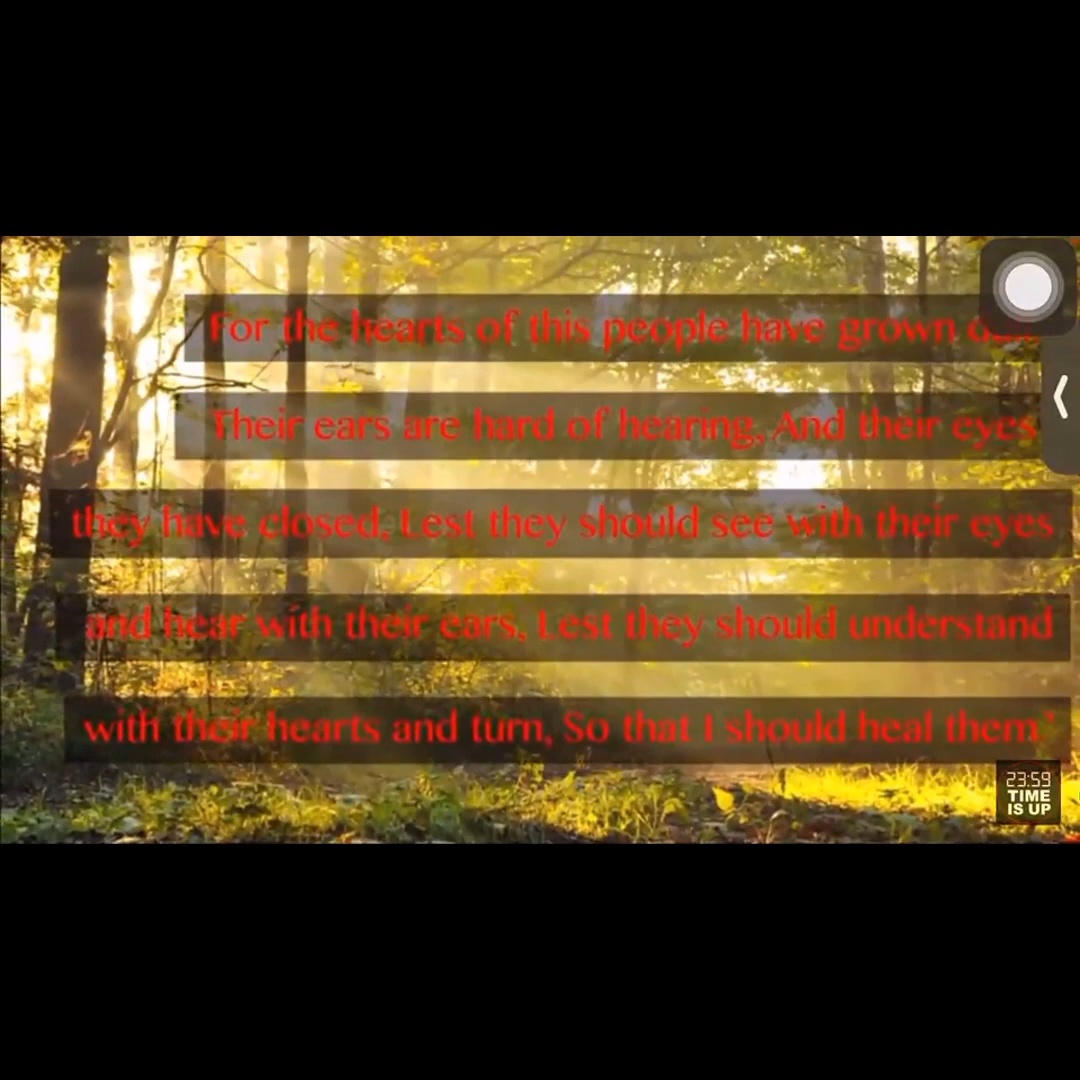 For the hearts of this people have grown
Their ears are hard of hearing, And their eyes
they have closed, Lest they should see with their eyes
and hear with their ears, Lest they should understand
with their hearts and turn, So that I should heal them'
23:59
TIME
IS UP